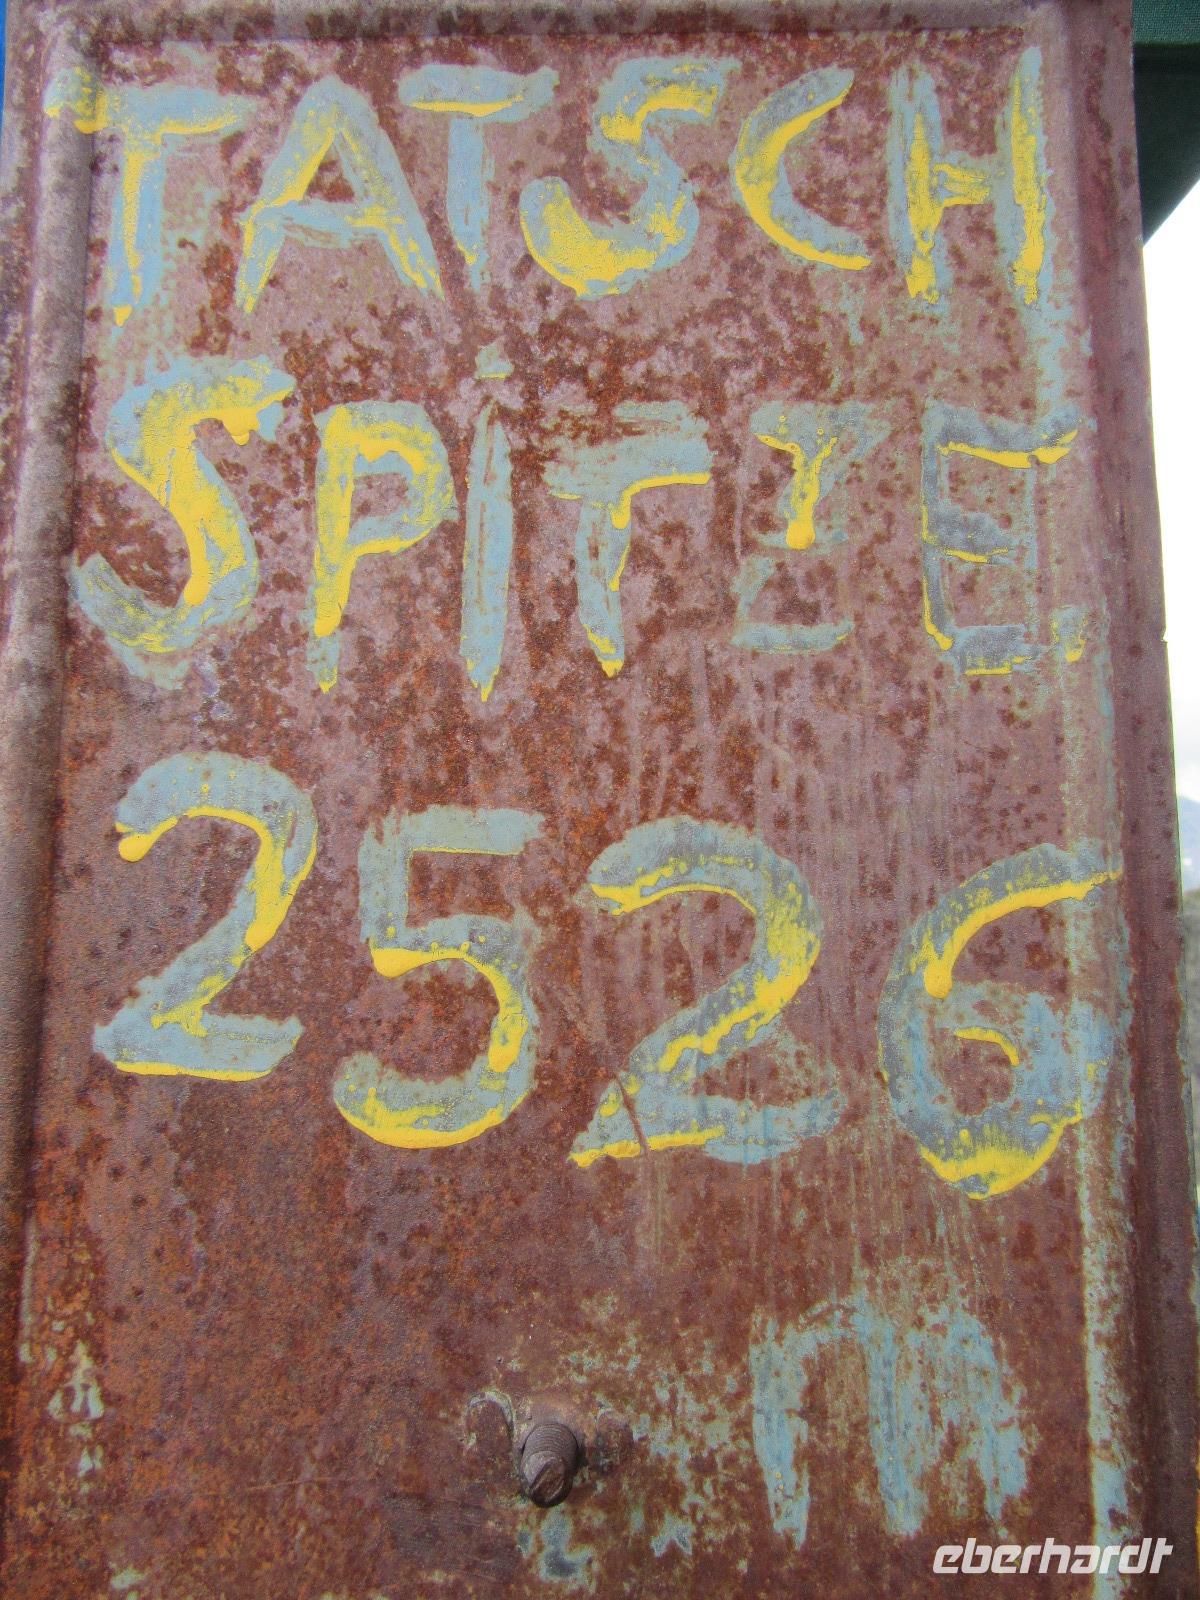 TATSCH
SPiTZE
2526
m
eberhardt